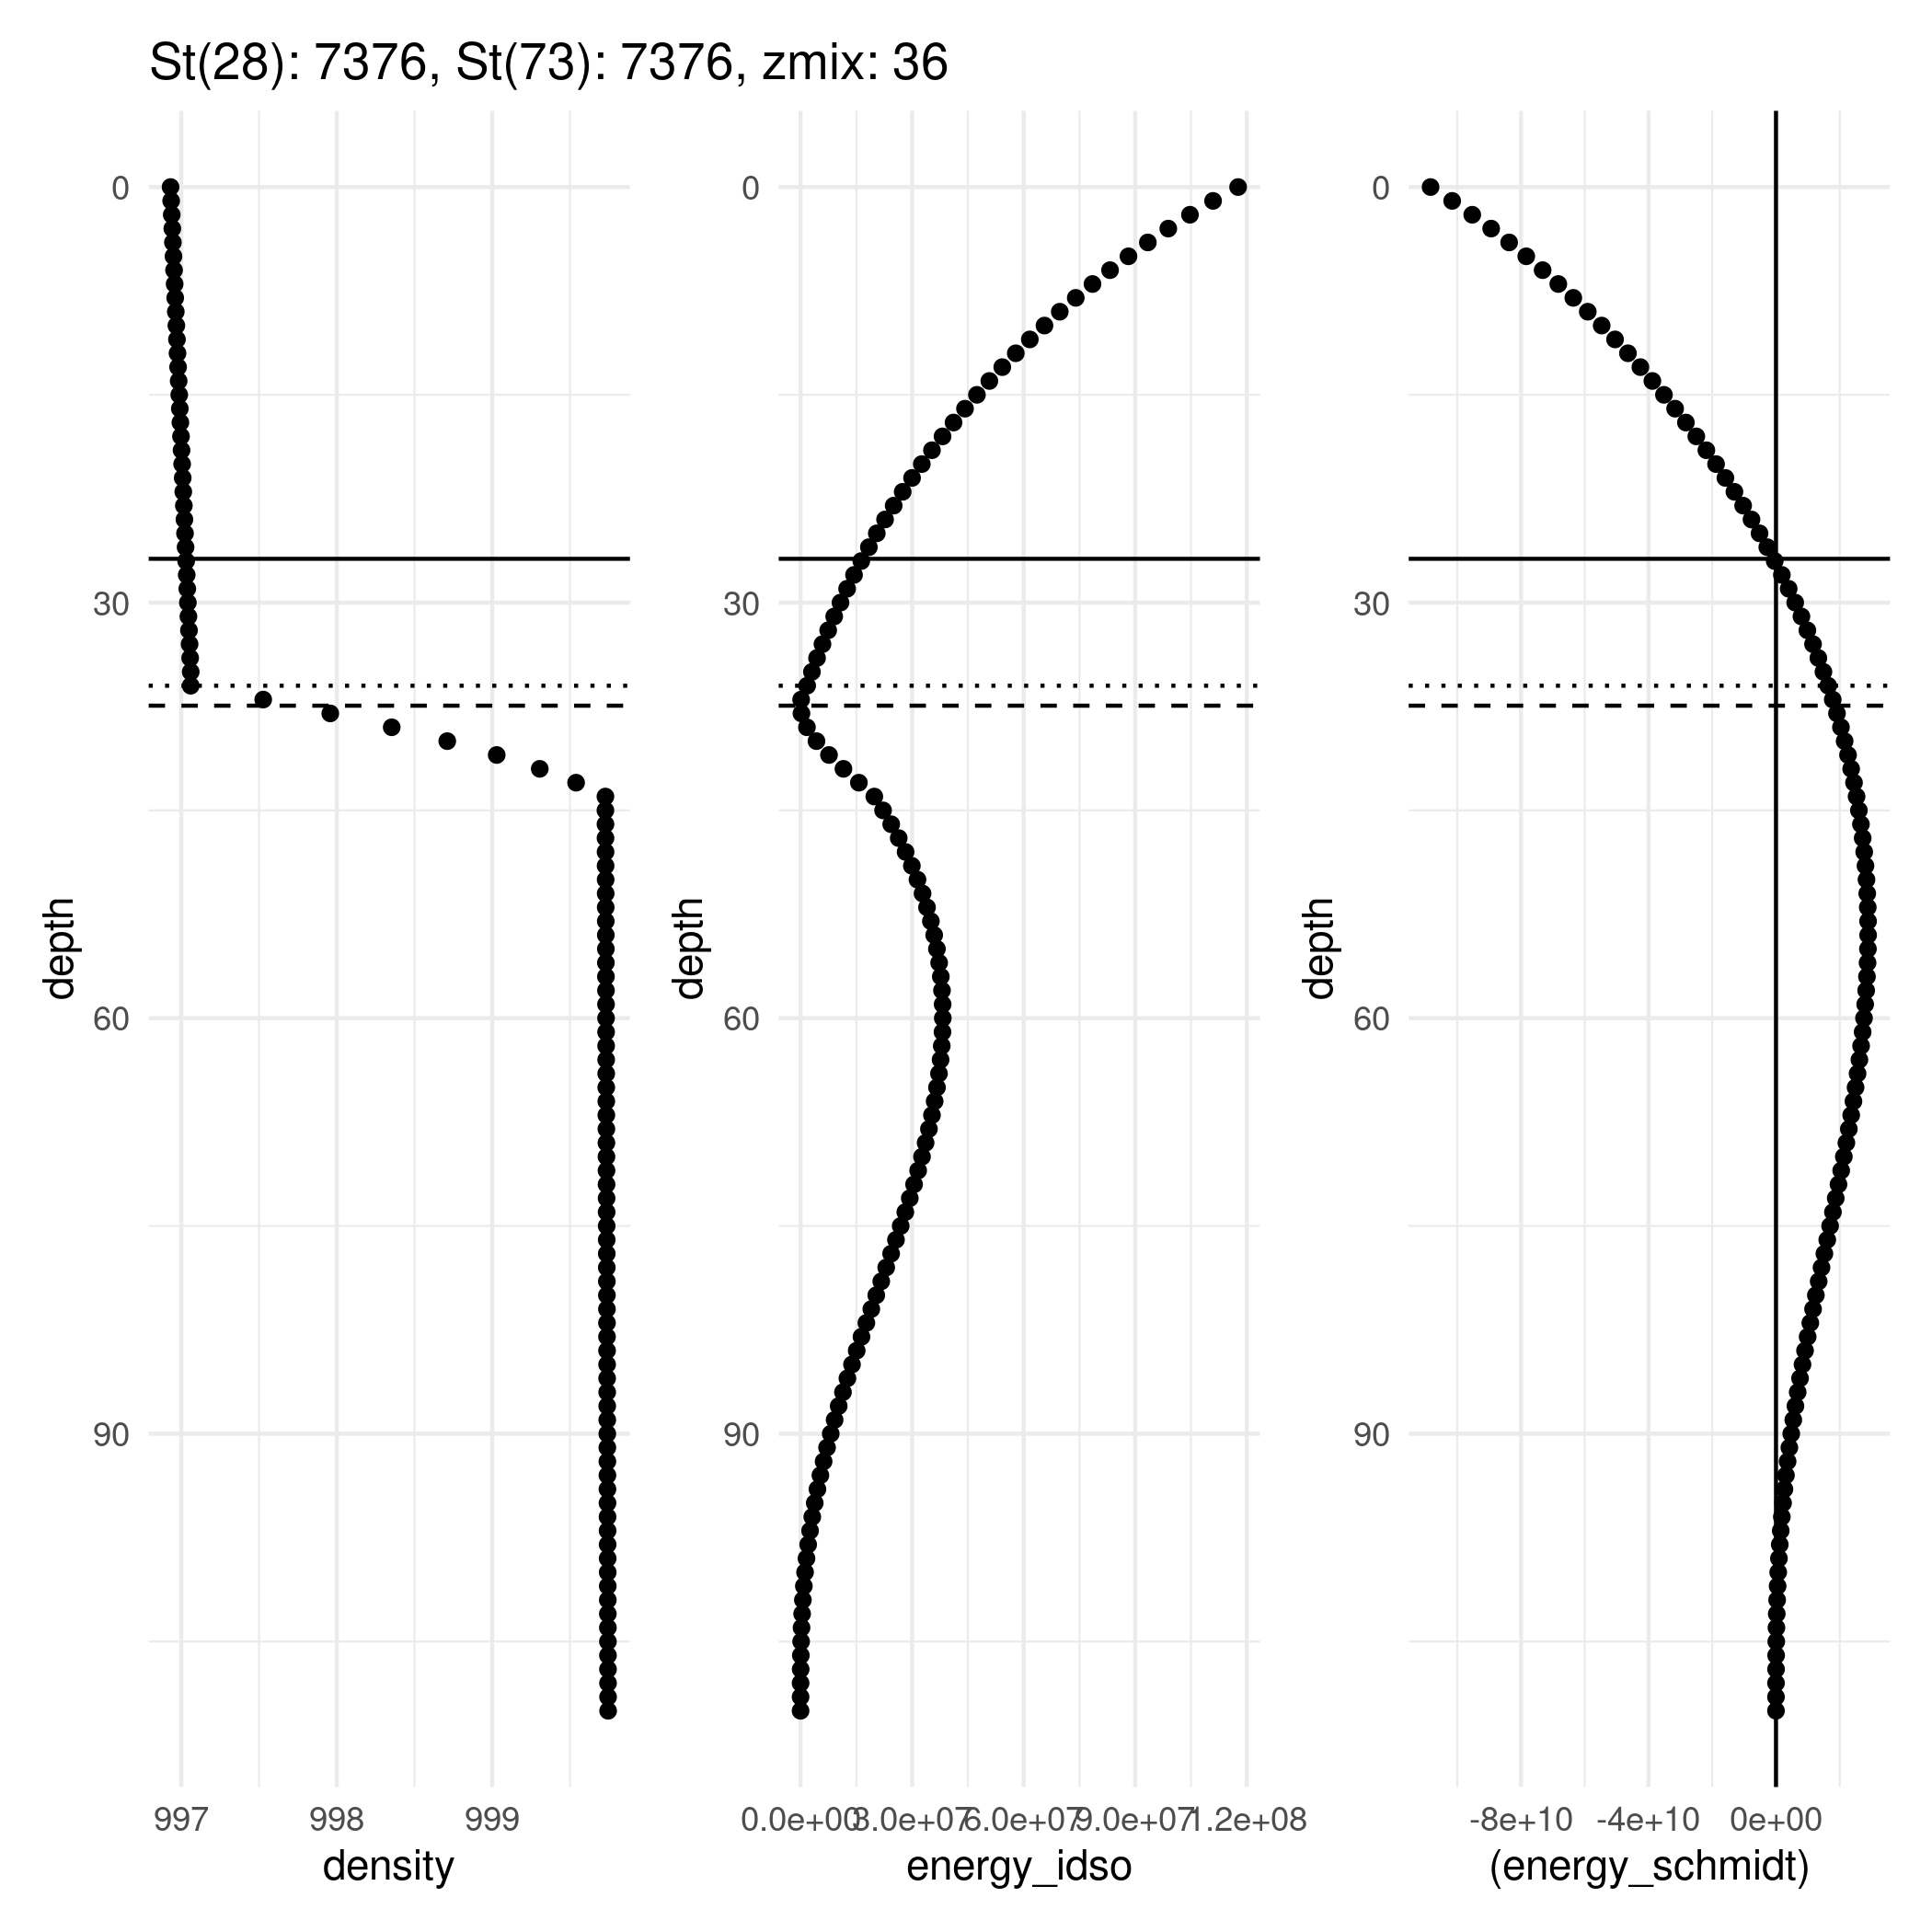 St(28): 7376, St(73): 7376, zmix: 36
depth
0
30
60
90
997 998 999
density
depth
0
30
60
90
0.0e+00 3.0e+07 6.0e+07 9.0e+07 1.2e+08
energy_idso
depth
0
30
60
90
-8e+10 -4e+10 0e+00
(energy_schmidt)